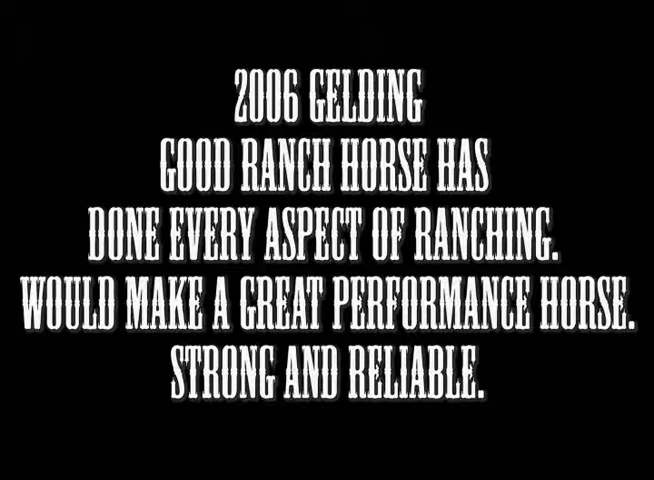 2006 GELDING
GOOD RANCH HORSE HAS
DONE EVERY ASPECT OF RANCHING.
WOULD MAKE A GREAT PERFORMANCE HORSE.
STRONG AND RELIABLE.